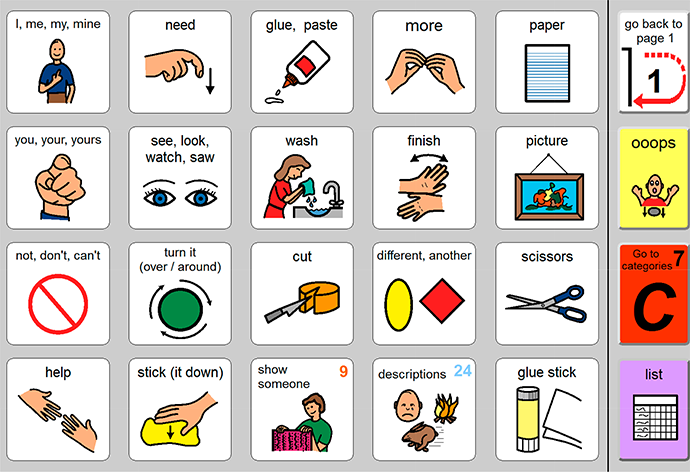 I, me, my, mine
need
glue, paste
more
paper
go back to
page 1
1
you, your, yours
see, look,
watch, saw
wash
finish
picture
ooops
not, don't, can't
turn it
(over / around)
cut
different, another
scissors
Go to
categories 7
C
help
stick (it down)
show
someone 9
descriptions 24
glue stick
list